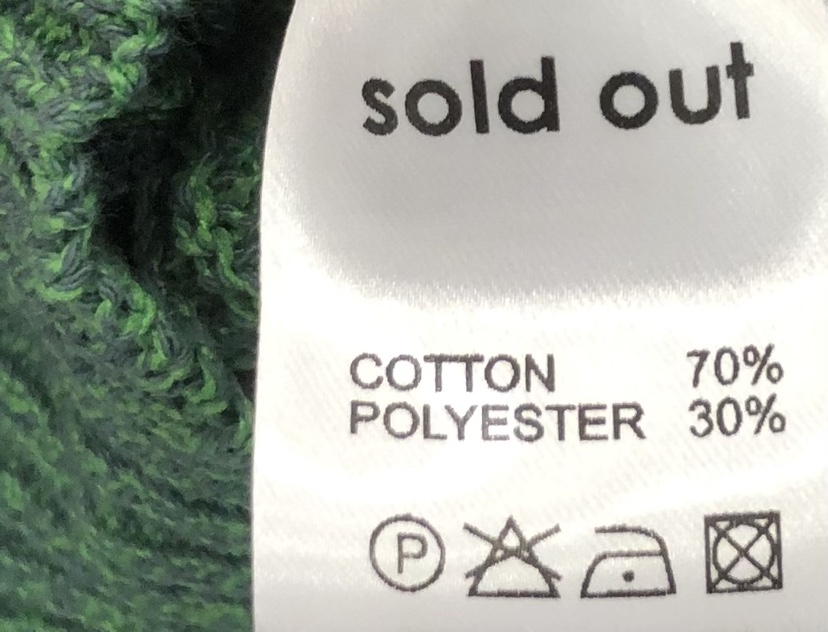 sold out
COTTON 70%
POLYESTER 30%
P